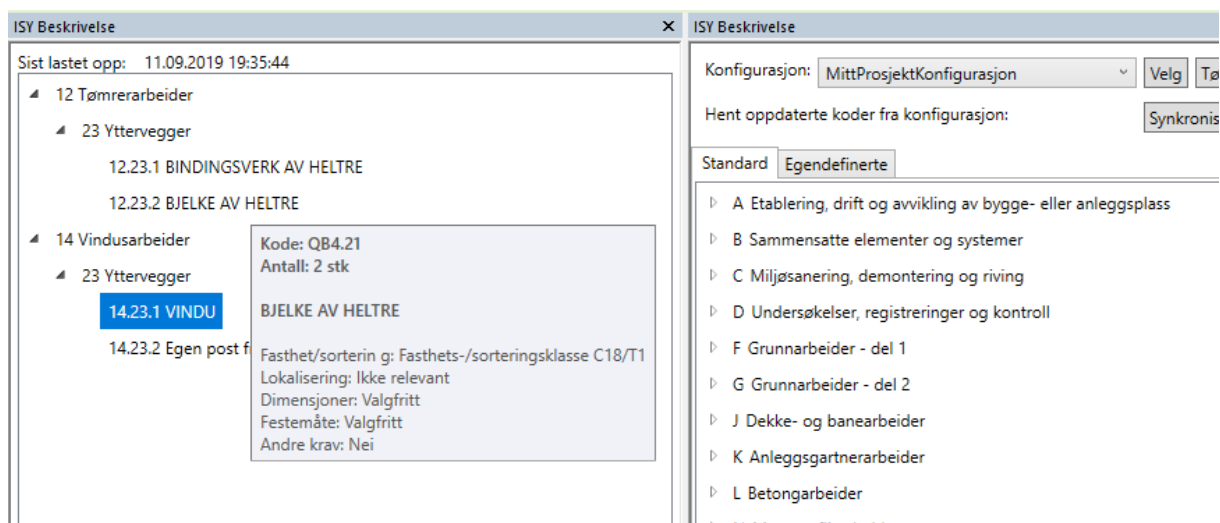 ISY Beskrivelse
Sist lastet opp: 11.09.2019 19:35:44
12 Tømrerarbeider
23 Yttervegger
12.23.1 BINDINGSVERK AV HELTRE
12.23.2 BJELKE AV HELTRE
14 Vindusarbeider
23 Yttervegger
14.23.1 VINDU
14.23.2 Egen post f
Kode: QB4.21
Antall: 2 stk
BJELKE AV HELTRE
Fasthet/sorterin g: Fasthets-/sorteringsklasse C18/T1
Lokalisering: Ikke relevant
Dimensjoner: Valgfritt
Festemåte: Valgfritt
Andre krav: Nei
ISY Beskrivelse
Konfigurasjon: MittProsjektKonfigurasjon Velg Tø
Hent oppdaterte koder fra konfigurasjon: Synkronis
Standard Egendefinerte
A Etablering, drift og avvikling av bygge- eller anleggsplass
B Sammensatte elementer og systemer
C Miljøsanering, demontering og riving
D Undersøkelser, registreringer og kontroll
F Grunnarbeider - del 1
G Grunnarbeider - del 2
J Dekke- og banearbeider
K Anleggsgartnerarbeider
L Betongarbeider